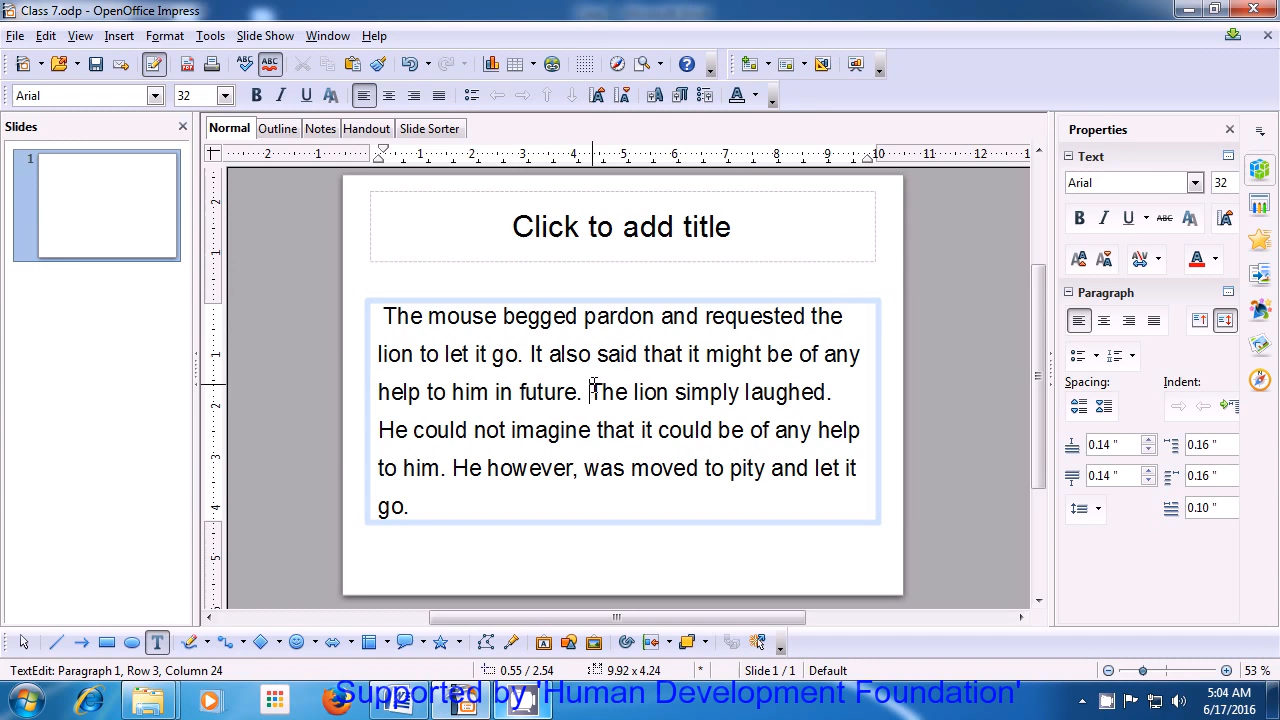 Class 7.odp - OpenOffice Impress
File Edit View Insert Format Tools Slide Show Window Help
Arial 32
Slides
Normal Outline Notes Handout Slide Sorter
Properties
Text
Arial 32
Paragraph
Spacing: Indent:
0.14 " 0.16 "
0.14 " 0.16 "
0.10 "
1
Click to add title
The mouse begged pardon and requested the
lion to let it go. It also said that it might be of any
help to him in future. The lion simply laughed.
He could not imagine that it could be of any help
to him. He however, was moved to pity and let it
go.
TextEdit: Paragraph 1, Row 3, Column 24 0.55 / 2.54 9.92 x 4.24 * Slide 1 / 1 Default 53 %
Supported by 'Human Development Foundation'
5:04 AM
6/17/2016